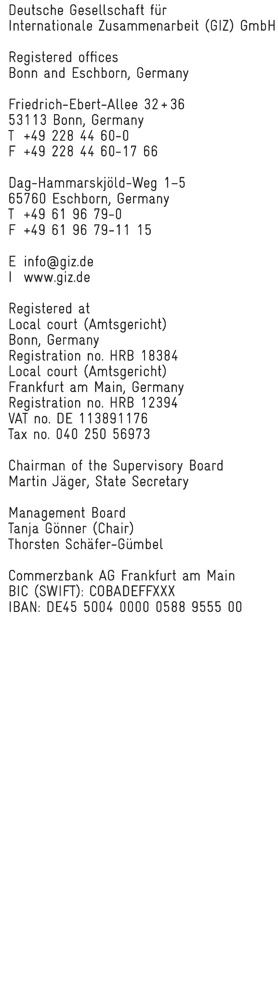 Deutsche Gesellschaft für
Internationale Zusammenarbeit (GIZ) GmbH
Registered offices
Bonn and Eschborn, Germany
Friedrich-Ebert-Allee 32 + 36
53113 Bonn, Germany
T +49 228 44 60-0
F +49 228 44 60-17 66
Dag-Hammarskjöld-Weg 1–5
65760 Eschborn, Germany
T +49 61 96 79-0
F +49 61 96 79-11 15
E info@giz.de
I www.giz.de
Registered at
Local court (Amtsgericht)
Bonn, Germany
Registration no. HRB 18384
Local court (Amtsgericht)
Frankfurt am Main, Germany
Registration no. HRB 12394
VAT no. DE 113891176
Tax no. 040 250 56973
Chairman of the Supervisory Board
Martin Jäger, State Secretary
Management Board
Tanja Gönner (Chair)
Thorsten Schäfer-Gümbel
Commerzbank AG Frankfurt am Main
BIC (SWIFT): COBADEFFXXX
IBAN: DE45 5004 0000 0588 9555 00